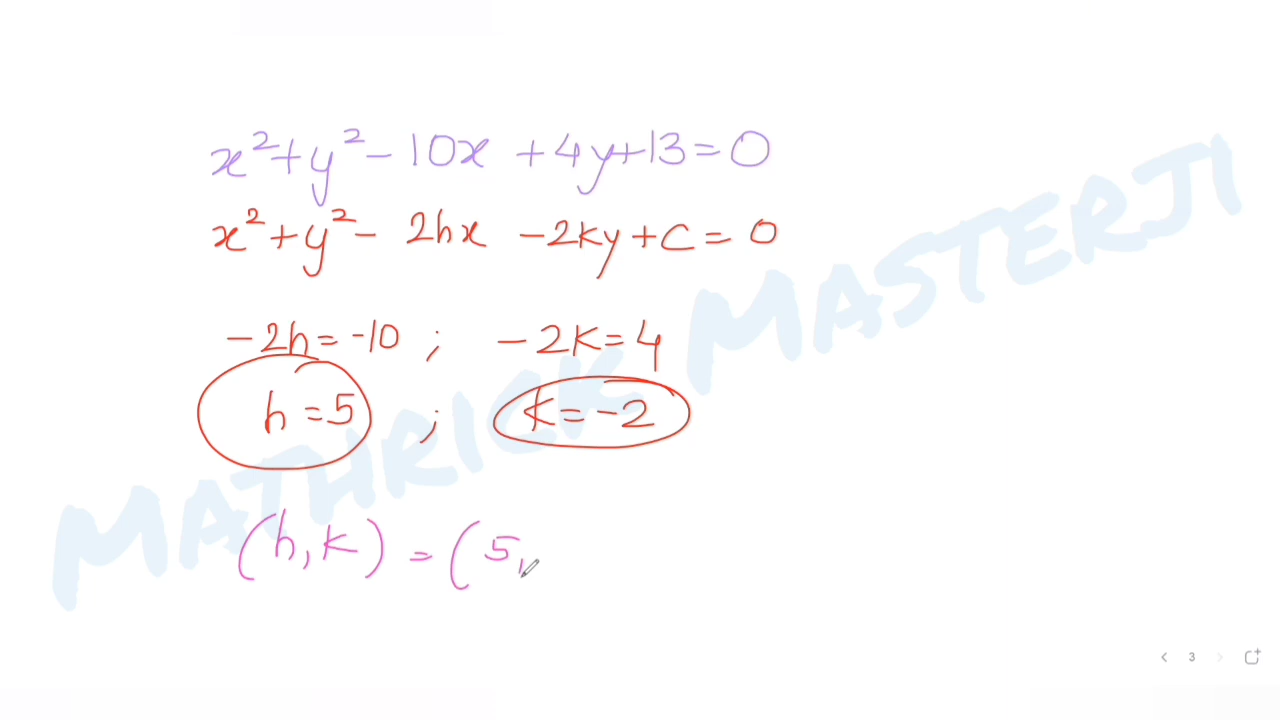 x² + y² - 10x + 4y + 13 = 0
x² + y² - 2hx - 2ky + c = 0
-2h = -10 ; -2k = 4
h = 5 ; k = -2
(h, k) = (5,
MATHRICK MASTERJI
< 3 >